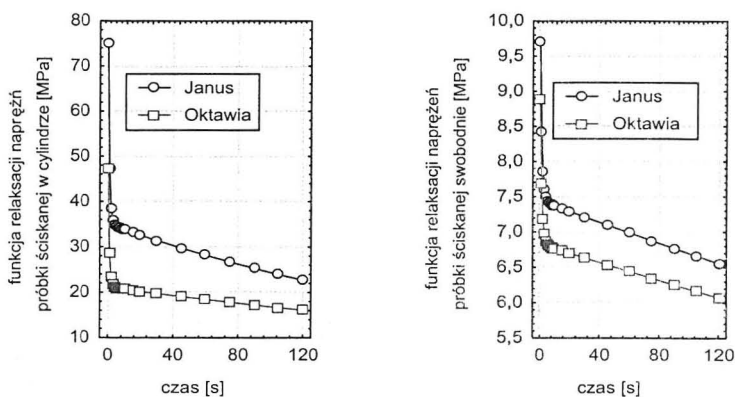 funkcja relaksacji naprężń
próbki ściskanej w cylindrze [MPa]
80
70
60
50
40
30
20
10
Janus
Oktawia
0
40
80
120
czas [s]
funkcja relaksacji naprężeń
próbki ściskanej swobodnie [MPa]
10,0
9,5
9,0
8,5
8,0
7,5
7,0
6,5
6,0
5,5
Janus
Oktawia
0
40
80
120
czas [s]